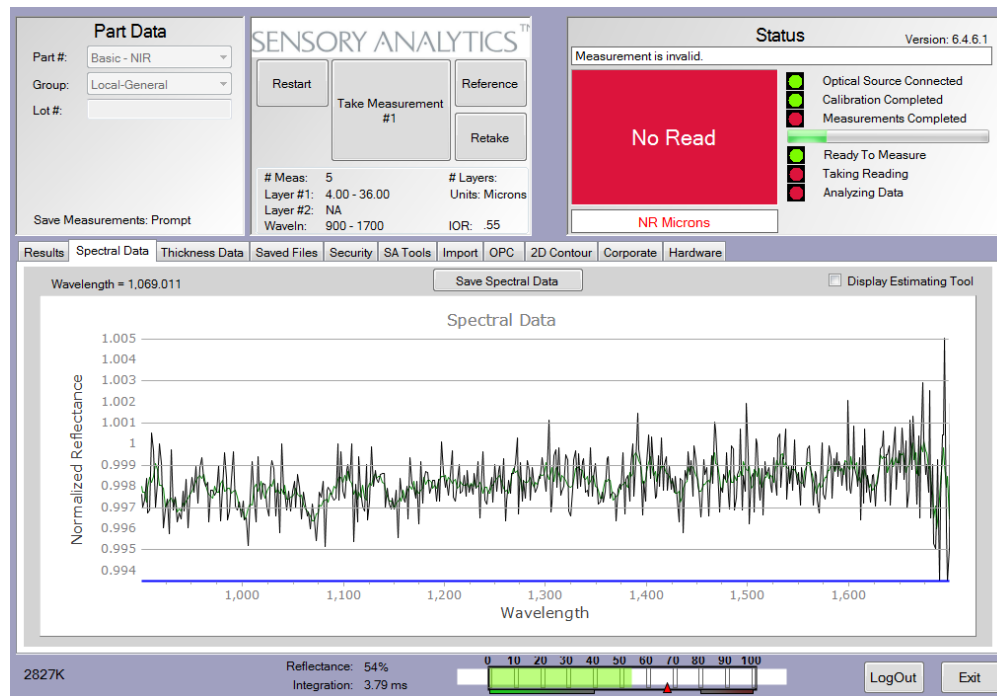 Part Data
Part#: Basic - NIR
Group: Local-General
Lot #:
Save Measurements: Prompt
SENSORY ANALYTICS TM
Restart
Take Measurement
#1
Reference
Retake
# Meas: 5 # Layers:
Layer #1: 4.00 - 36.00 Units: Microns
Layer #2: NA
Waveln: 900 - 1700 IOR: .55
Status
Version: 6.4.6.1
Measurement is invalid.
No Read
NR Microns
Optical Source Connected
Calibration Completed
Measurements Completed
Ready To Measure
Taking Reading
Analyzing Data
Results Spectral Data Thickness Data Saved Files Security SA Tools Import OPC 2D Contour Corporate Hardware
Wavelength = 1,069.011
Save Spectral Data
Display Estimating Tool
Spectral Data
Normalized Reflectance
1.005
1.004
1.003
1.002
1.001
1
0.999
0.998
0.997
0.996
0.995
0.994
1,000 1,100 1,200 1,300 1,400 1,500 1,600
Wavelength
2827K
Reflectance: 54%
Integration: 3.79 ms
0 10 20 30 40 50 60 70 80 90 100
LogOut
Exit